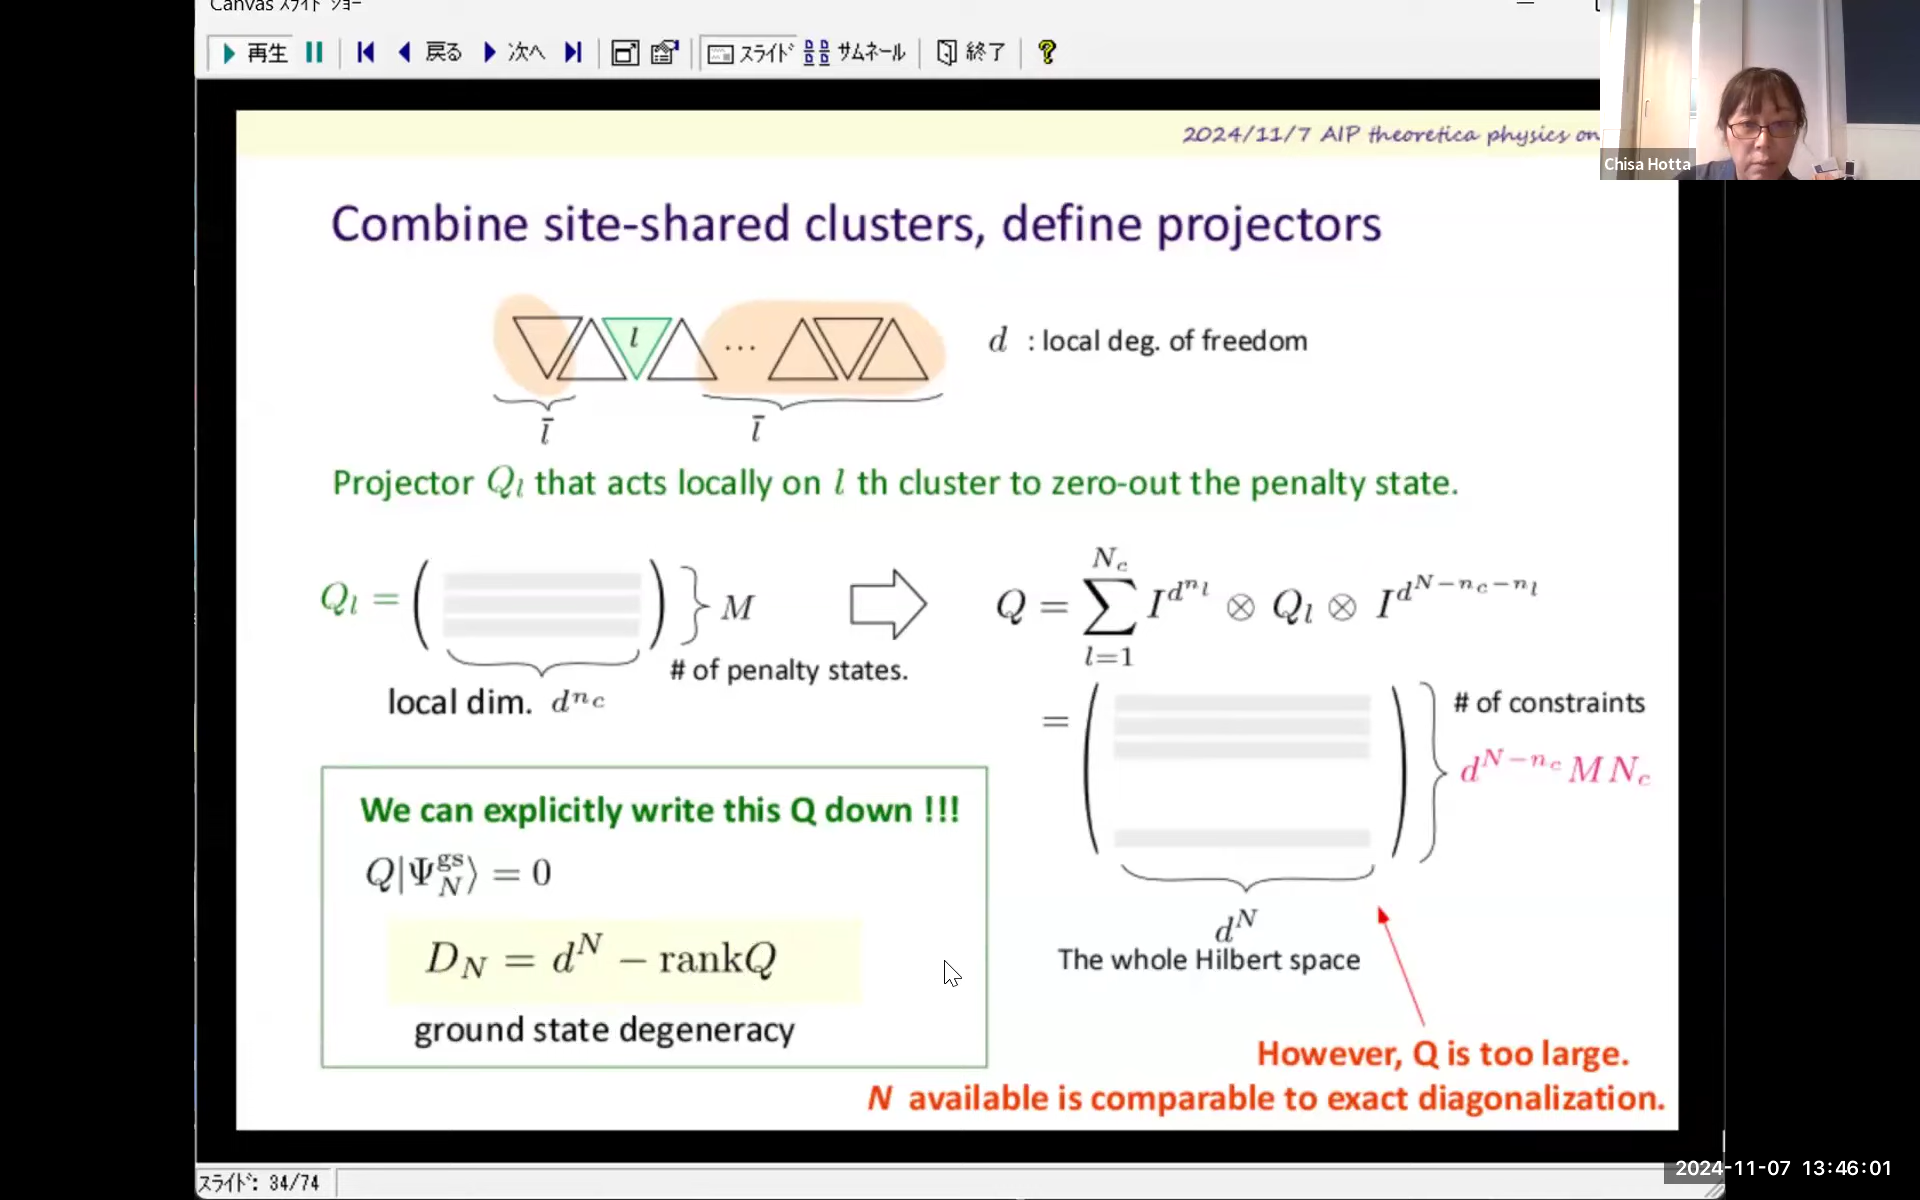 Canvas スライド ショー
再生 戻る 次へ スライド サムネール 終了
2024/11/7 AIP theoretica physics on
Chisa Hotta
Combine site-shared clusters, define projectors
l ...
d : local deg. of freedom
l̄ l̄
Projector Q_l that acts locally on l th cluster to zero-out the penalty state.
Q_l = ( ) } M
# of penalty states.
local dim. d^{n_c}
Q = \sum_{l=1}^{N_c} I^{d^{n_l}} ⊗ Q_l ⊗ I^{d^{N-n_c-n_l}}
= ( )
# of constraints
d^{N-n_c} M N_c
d^N
The whole Hilbert space
We can explicitly write this Q down !!!
Q|Ψ_N^{gs}⟩ = 0
D_N = d^N − rankQ
ground state degeneracy
However, Q is too large.
N available is comparable to exact diagonalization.
スライド: 34/74
2024-11-07 13:46:01